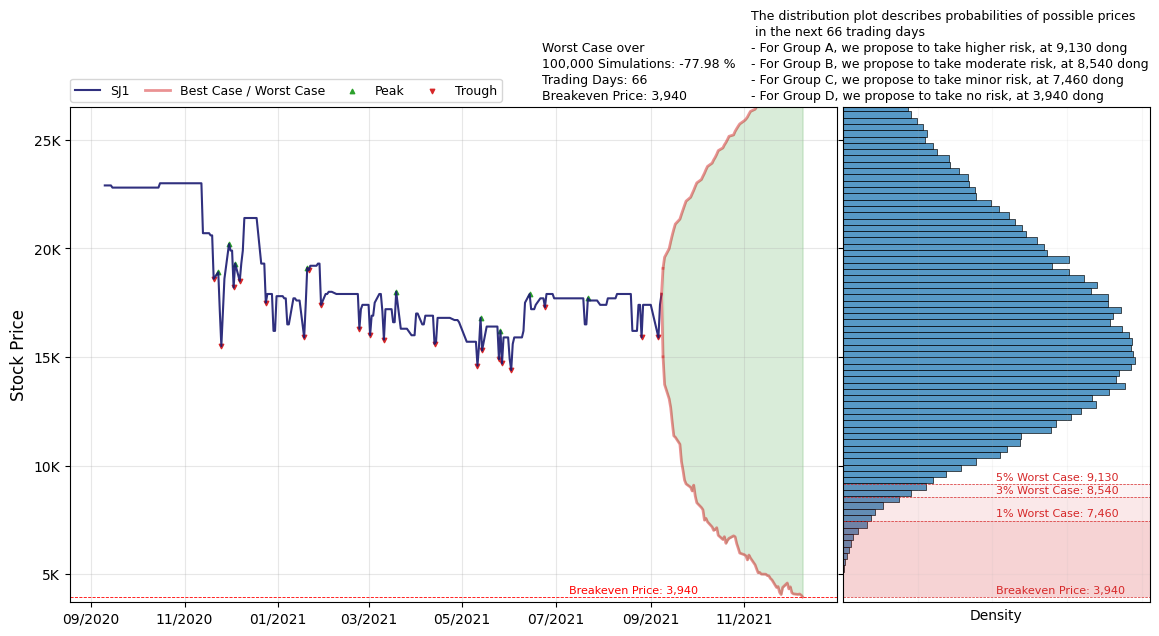 The distribution plot describes probabilities of possible prices
in the next 66 trading days
- For Group A, we propose to take higher risk, at 9,130 dong
- For Group B, we propose to take moderate risk, at 8,540 dong
- For Group C, we propose to take minor risk, at 7,460 dong
- For Group D, we propose to take no risk, at 3,940 dong
Worst Case over
100,000 Simulations: -77.98 %
Trading Days: 66
Breakeven Price: 3,940
SJ1
Best Case / Worst Case
Peak
Trough
Stock Price
25K
20K
15K
10K
5K
Breakeven Price: 3,940
09/2020
11/2020
01/2021
03/2021
05/2021
07/2021
09/2021
11/2021
5% Worst Case: 9,130
3% Worst Case: 8,540
1% Worst Case: 7,460
Breakeven Price: 3,940
Density